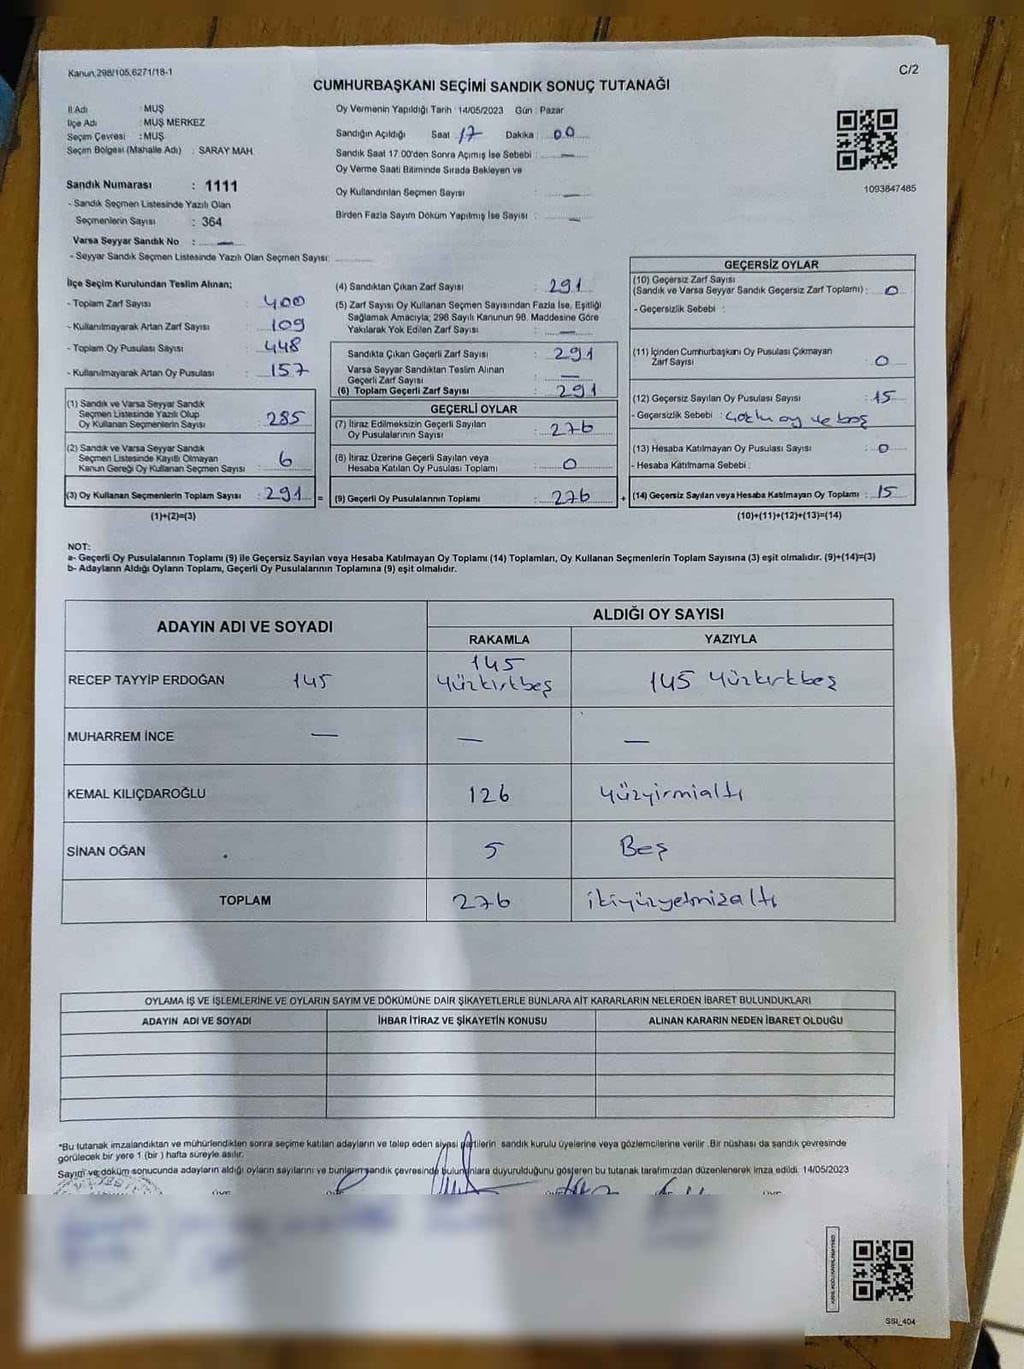 Kanun,298/105,6271/18-1
C/2
CUMHURBAŞKANI SEÇİMİ SANDIK SONUÇ TUTANAĞI
İl Adı : MUŞ
İlçe Adı : MUŞ MERKEZ
Seçim Çevresi : MUŞ
Seçim Bölgesi (Mahalle Adı) : SARAY MAH
Sandık Numarası : 1111
- Sandık Seçmen Listesinde Yazılı Olan
Seçmenlerin Sayısı : 364
Varsa Seyyar Sandık No : —
- Seyyar Sandık Seçmen Listesinde Yazılı Olan Seçmen Sayısı:
Oy Vermenin Yapıldığı Tarih : 14/05/2023 Gün : Pazar
Sandığın Açıldığı Saat 17 Dakika : 00
Sandık Saat 17.00'den Sonra Açımış İse Sebebi : —
Oy Verme Saati Bitiminde Sırada Bekleyen ve
Oy Kullandırılan Seçmen Sayısı : —
Birden Fazla Sayım Döküm Yapılmış İse Sayısı : —
1093847485
İlçe Seçim Kurulundan Teslim Alınan;
- Toplam Zarf Sayısı : 400
- Kullanılmayarak Artan Zarf Sayısı : 109
- Toplam Oy Pusulası Sayısı : 448
- Kullanılmayarak Artan Oy Pusulası : 157
(1) Sandık ve Varsa Seyyar Sandık
Seçmen Listesinde Yazılı Olup
Oy Kullanan Seçmenlerin Sayısı : 285
(2) Sandık ve Varsa Seyyar Sandık
Seçmen Listesinde Kayıtlı Olmayan
Kanun Gereği Oy Kullanan Seçmen Sayısı : 6
(3) Oy Kullanan Seçmenlerin Toplam Sayısı : 291 =
(1)+(2)=(3)
(4) Sandıktan Çıkan Zarf Sayısı : 291
(5) Zarf Sayısı Oy Kullanan Seçmen Sayısından Fazla İse, Eşitliği
Sağlamak Amacıyla; 298 Sayılı Kanunun 98. Maddesine Göre
Yakılarak Yok Edilen Zarf Sayısı : —
Sandıkta Çıkan Geçerli Zarf Sayısı : 291
Varsa Seyyar Sandıktan Teslim Alınan
Geçerli Zarf Sayısı : —
(6) Toplam Geçerli Zarf Sayısı : 291
GEÇERLİ OYLAR
(7) İtiraz Edilmeksizin Geçerli Sayılan
Oy Pusulalarının Sayısı : 276
(8) İtiraz Üzerine Geçerli Sayılan veya
Hesaba Katılan Oy Pusulası Toplamı : 0
(9) Geçerli Oy Pusulalarının Toplamı : 276 +
GEÇERSİZ OYLAR
(10) Geçersiz Zarf Sayısı
(Sandık ve Varsa Seyyar Sandık Geçersiz Zarf Toplamı) : 0
- Geçersizlik Sebebi :
(11) İçinden Cumhurbaşkanı Oy Pusulası Çıkmayan
Zarf Sayısı : 0
(12) Geçersiz Sayılan Oy Pusulası Sayısı : 15
- Geçersizlik Sebebi : oy ve boş
(13) Hesaba Katılmayan Oy Pusulası Sayısı : 0
- Hesaba Katılmama Sebebi :
(14) Geçersiz Sayılan veya Hesaba Katılmayan Oy Toplamı : 15
(10)+(11)+(12)+(13)=(14)
NOT:
a- Geçerli Oy Pusulalarının Toplamı (9) ile Geçersiz Sayılan veya Hesaba Katılmayan Oy Toplamı (14) Toplamları, Oy Kullanan Seçmenlerin Toplam Sayısına (3) eşit olmalıdır. (9)+(14)=(3)
b- Adayların Aldığı Oyların Toplamı, Geçerli Oy Pusulalarının Toplamına (9) eşit olmalıdır.
ADAYIN ADI VE SOYADI
ALDIĞI OY SAYISI
RAKAMLA YAZIYLA
RECEP TAYYİP ERDOĞAN 145 145 yüzkırkbeş 145 yüzkırkbeş
MUHARREM İNCE — — —
KEMAL KILIÇDAROĞLU 126 yüzyirmialtı
SİNAN OĞAN 5 Beş
TOPLAM 276 ikiyüzyetmişaltı
OYLAMA İŞ VE İŞLEMLERİNE VE OYLARIN SAYIM VE DÖKÜMÜNE DAİR ŞİKAYETLERLE BUNLARA AİT KARARLARIN NELERDEN İBARET BULUNDUKLARI
ADAYIN ADI VE SOYADI İHBAR İTİRAZ VE ŞİKAYETİN KONUSU ALINAN KARARIN NEDEN İBARET OLDUĞU
*Bu tutanak imzalandıktan ve mühürlendikten sonra seçime katılan adayların ve talep eden siyasi partilerin sandık kurulu üyelerine veya gözlemcilerine verilir .Bir nüshası da sandık çevresinde
görülecek bir yere 1 (bir ) hafta süreyle asılır.
Sayım ve döküm sonucunda adayların aldığı oyların sayılarını ve bunların sandık çevresinde bulunanlara duyurulduğunu gösteren bu tutanak tarafımızdan düzenlenerek imza edildi. 14/05/2023
SSI_404